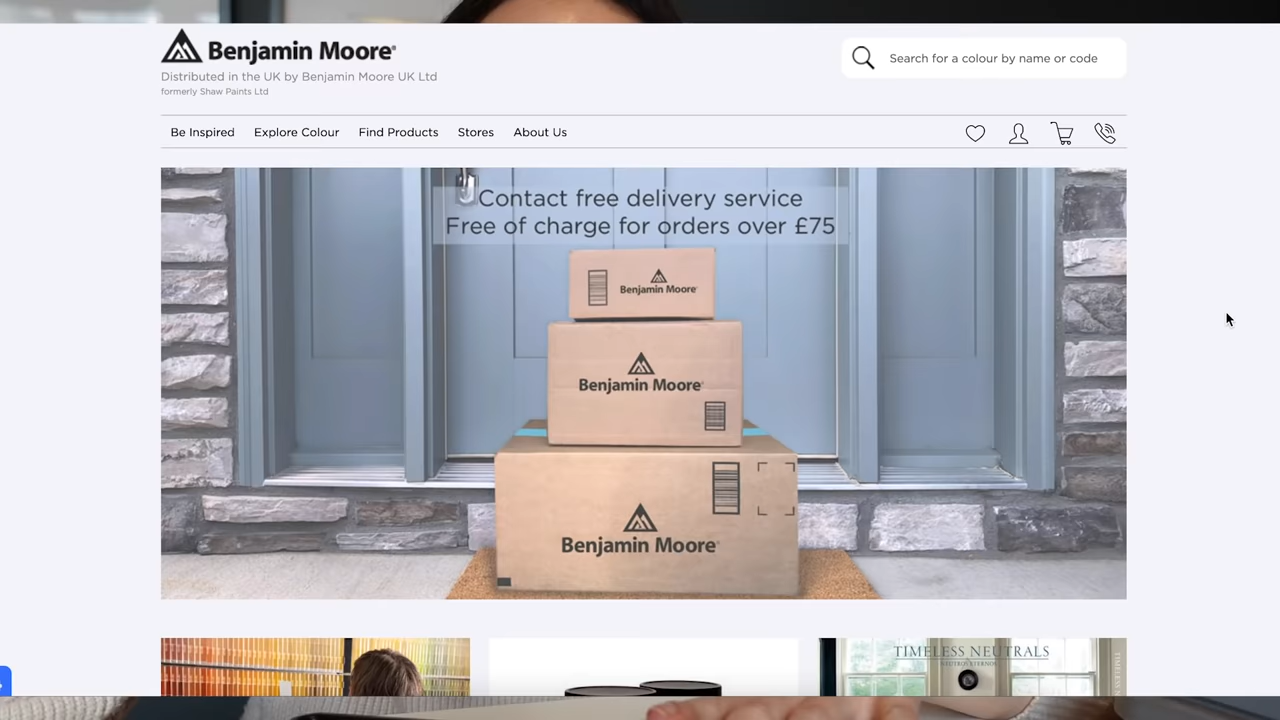 Benjamin Moore®
Distributed in the UK by Benjamin Moore UK Ltd
formerly Shaw Paints Ltd
Search for a colour by name or code
Be Inspired Explore Colour Find Products Stores About Us
Contact free delivery service
Free of charge for orders over £75
Benjamin Moore®
Benjamin Moore®
Benjamin Moore®
TIMELESS NEUTRALS